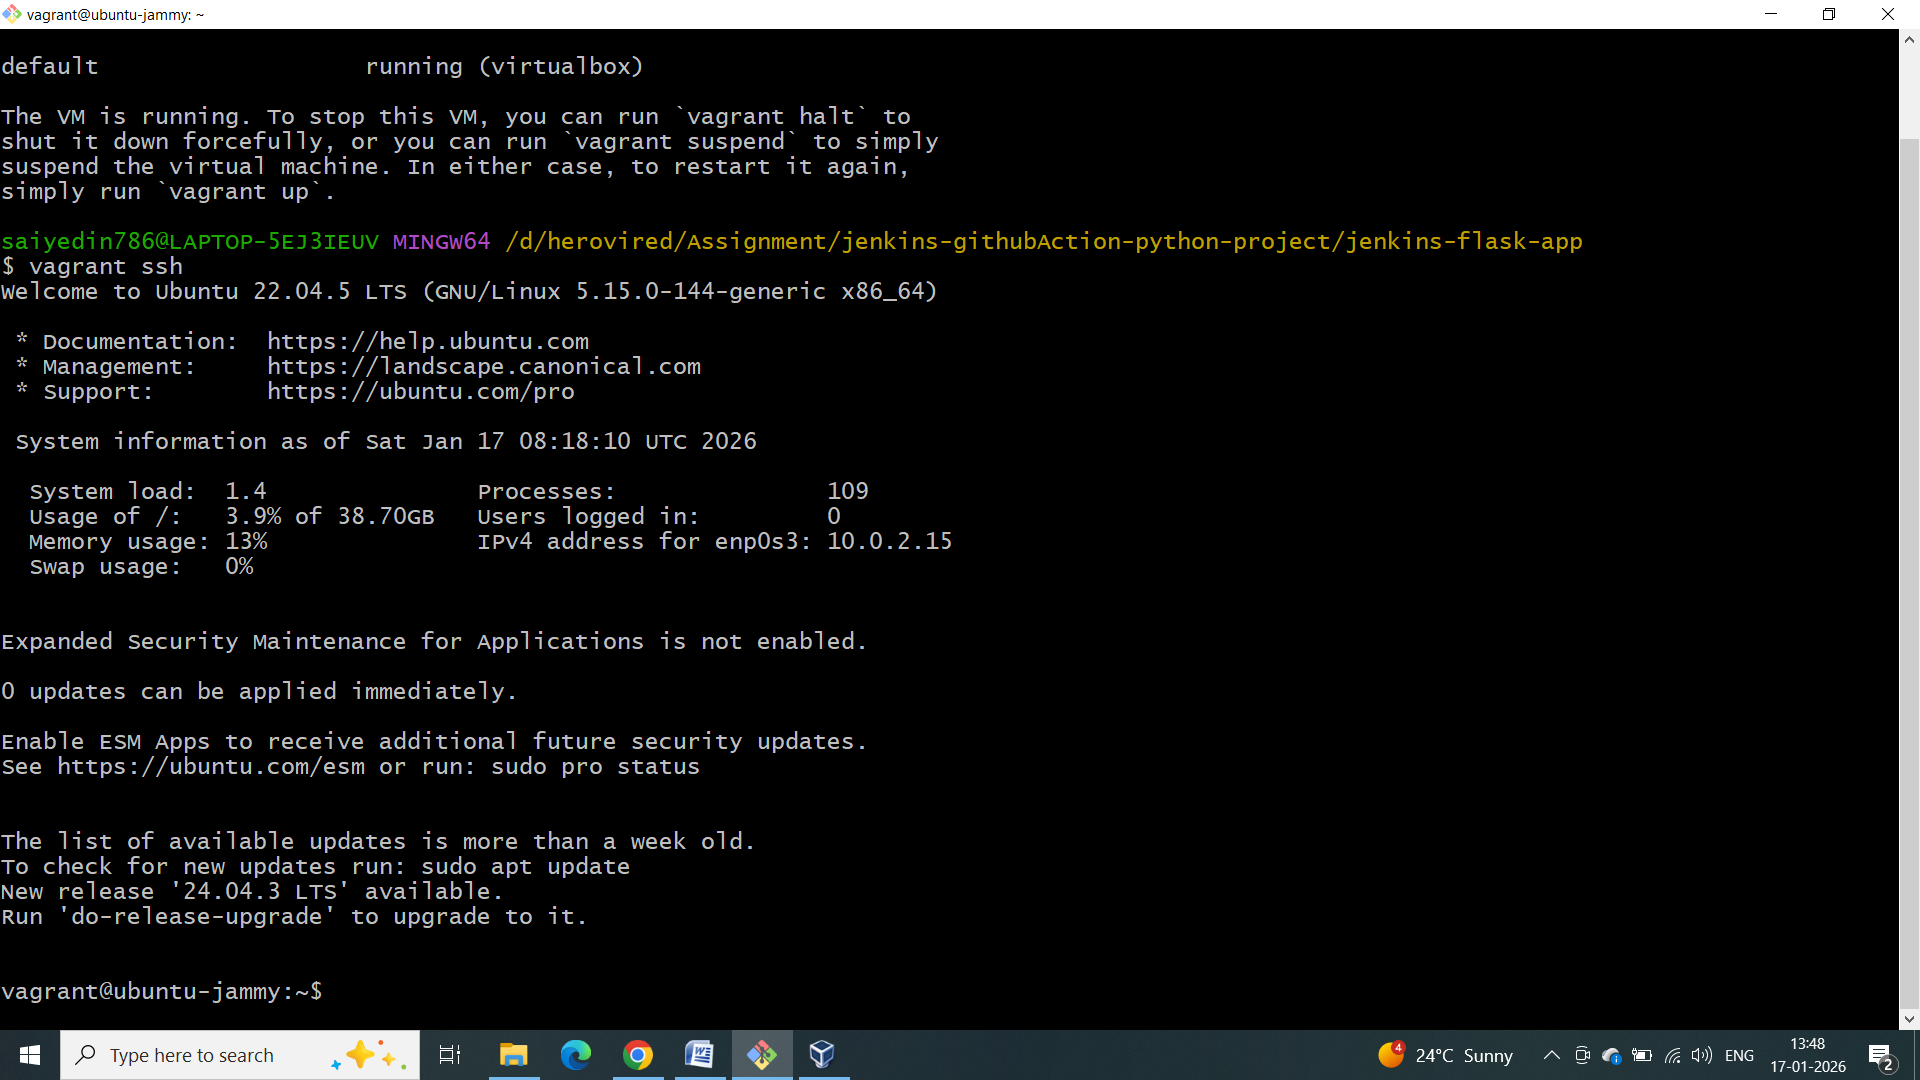 vagrant@ubuntu-jammy: ~
default                   running (virtualbox)
The VM is running. To stop this VM, you can run `vagrant halt` to
shut it down forcefully, or you can run `vagrant suspend` to simply
suspend the virtual machine. In either case, to restart it again,
simply run `vagrant up`.
saiyedin786@LAPTOP-5EJ3IEUV MINGW64 /d/herovired/Assignment/jenkins-githubAction-python-project/jenkins-flask-app
$ vagrant ssh
Welcome to Ubuntu 22.04.5 LTS (GNU/Linux 5.15.0-144-generic x86_64)
 * Documentation:  https://help.ubuntu.com
 * Management:     https://landscape.canonical.com
 * Support:        https://ubuntu.com/pro
 System information as of Sat Jan 17 08:18:10 UTC 2026
  System load:  1.4               Processes:               109
  Usage of /:   3.9% of 38.70GB   Users logged in:         0
  Memory usage: 13%               IPv4 address for enp0s3: 10.0.2.15
  Swap usage:   0%
Expanded Security Maintenance for Applications is not enabled.
0 updates can be applied immediately.
Enable ESM Apps to receive additional future security updates.
See https://ubuntu.com/esm or run: sudo pro status
The list of available updates is more than a week old.
To check for new updates run: sudo apt update
New release '24.04.3 LTS' available.
Run 'do-release-upgrade' to upgrade to it.
vagrant@ubuntu-jammy:~$
Type here to search
4
24°C Sunny
ENG
13:48
17-01-2026
2